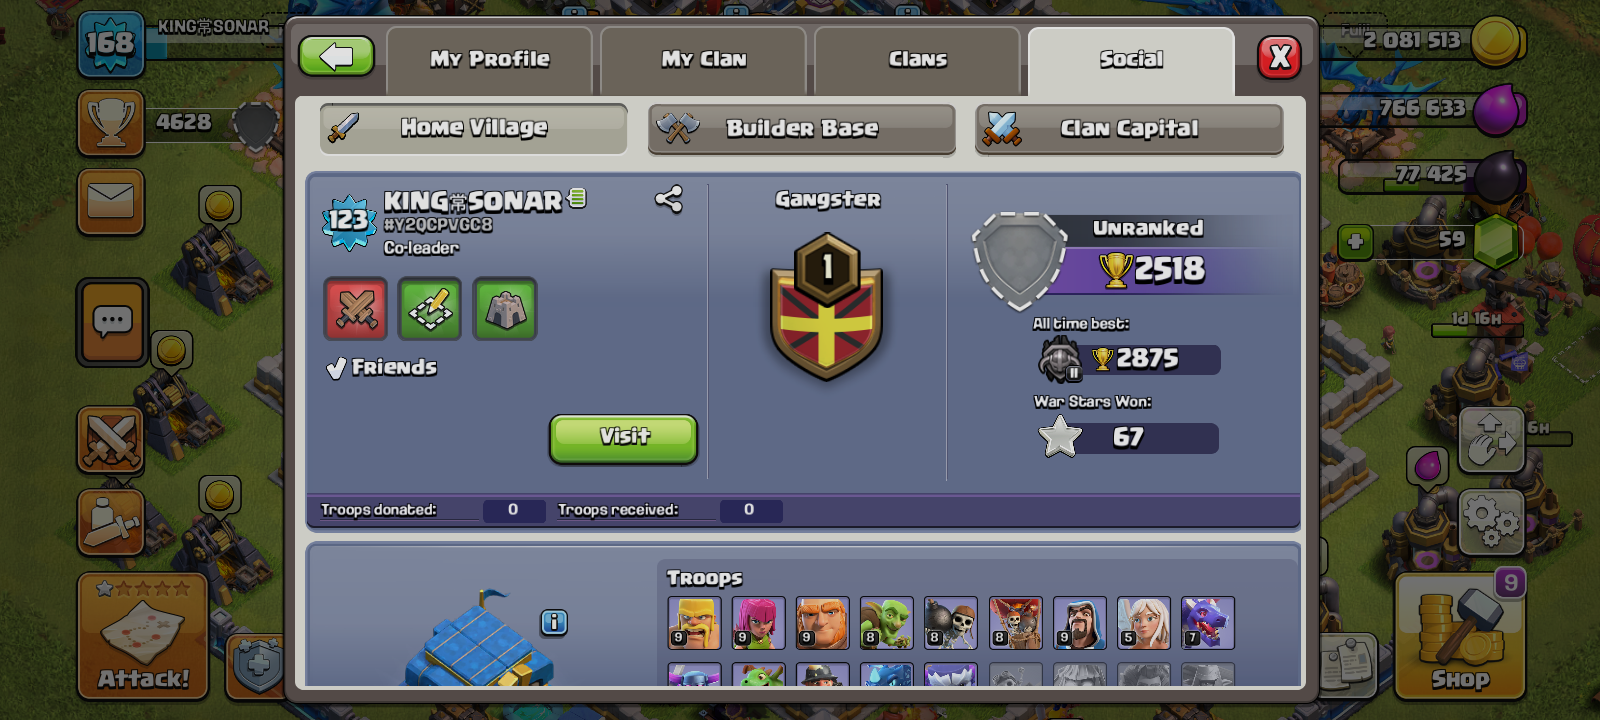 168
KING常SONAR
4628
Attack!
My Profile
My Clan
Clans
Social
X
Home Village
Builder Base
Clan Capital
123
KING常SONAR
#Y2QCPVGC8
Co-leader
Friends
Visit
Gangster
1
Unranked
2518
All time best:
2875
War Stars Won:
67
Troops donated:
0
Troops received:
0
i
Troops
9
9
9
8
8
8
9
5
7
Full!
2 081 513
766 633
77 425
59
1d 16H
6H
9
Shop